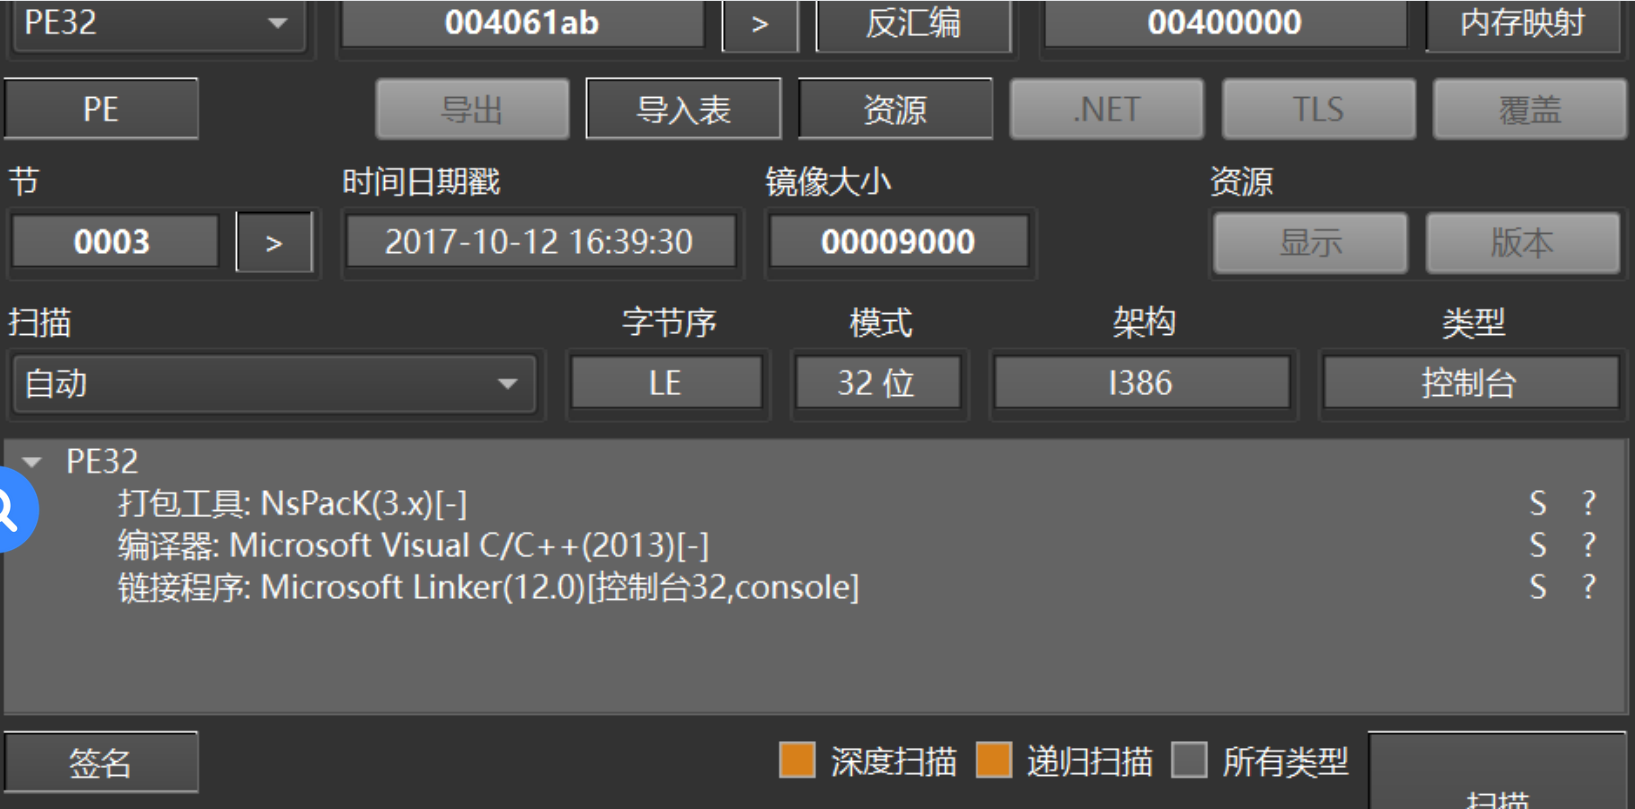 PE32 004061ab > 反汇编 00400000 内存映射
PE 导出 导入表 资源 .NET TLS 覆盖
节 时间日期戳 镜像大小 资源
0003 > 2017-10-12 16:39:30 00009000 显示 版本
扫描 字节序 模式 架构 类型
自动 LE 32 位 I386 控制台
PE32
打包工具: NsPacK(3.x)[-] S ?
编译器: Microsoft Visual C/C++(2013)[-] S ?
链接程序: Microsoft Linker(12.0)[控制台32,console] S ?
签名 深度扫描 递归扫描 所有类型 扫描